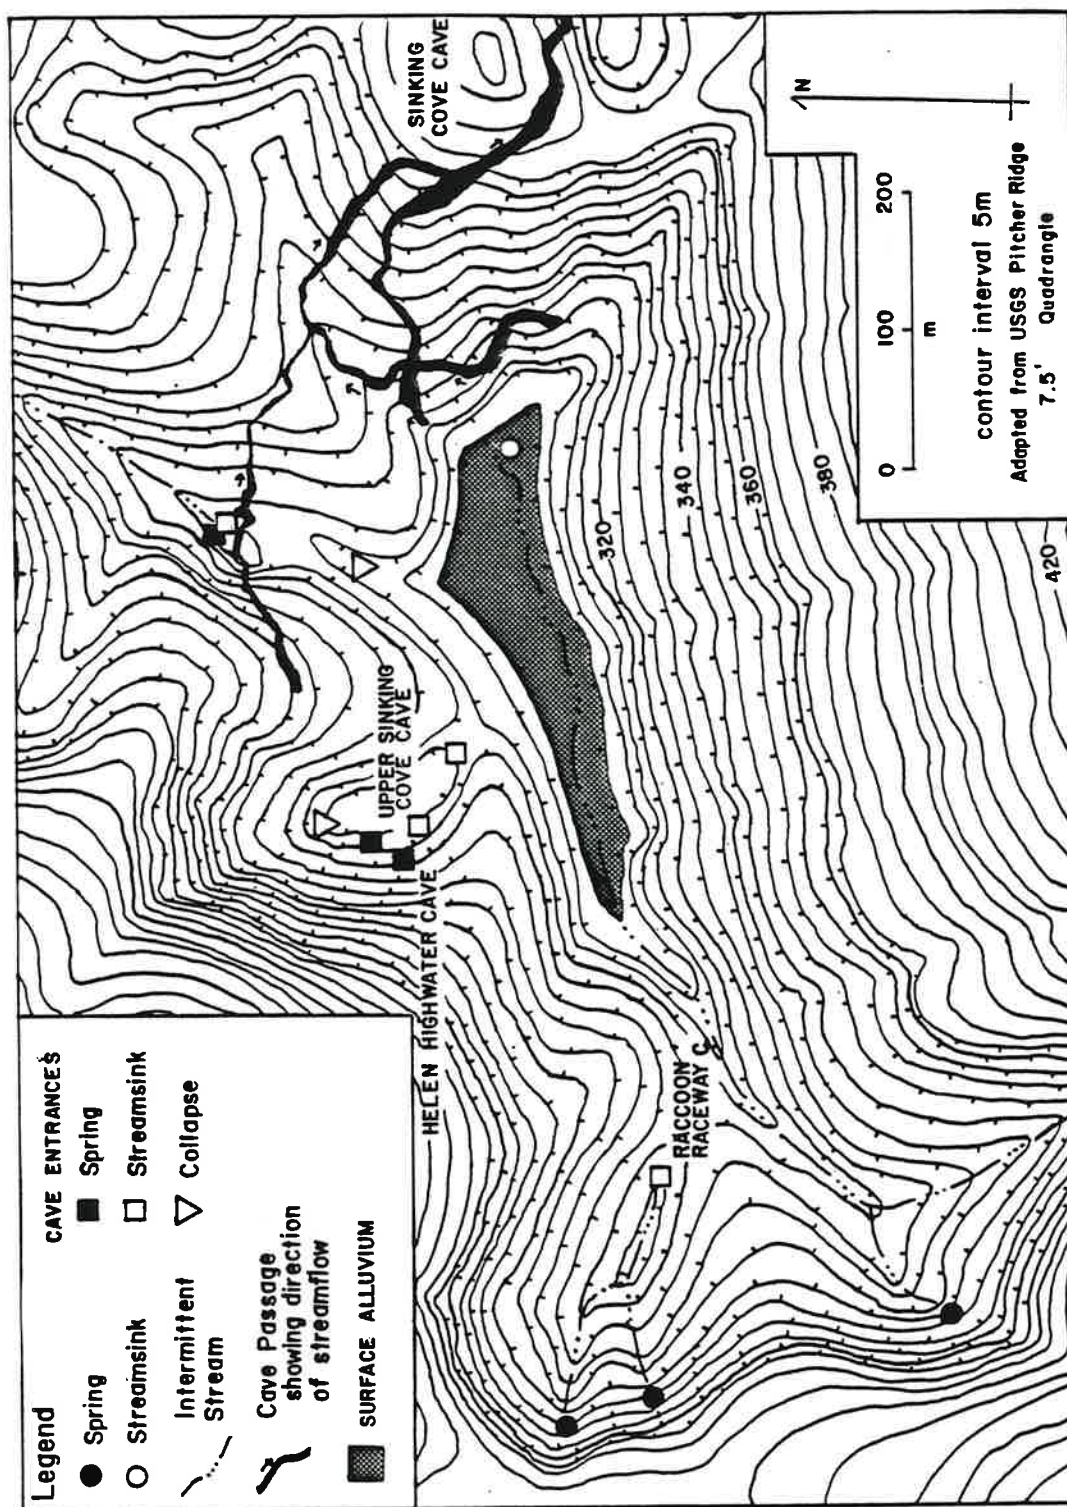 Legend
CAVE ENTRANCES
Spring
Spring
Streamsink
Streamsink
Intermittent
Stream
Collapse
Cave Passage
showing direction
of streamflow
SURFACE ALLUVIUM
HELEN HIGHWATER CAVE
UPPER SINKING
COVE CAVE
SINKING
COVE CAVE
RACCOON
RACEWAY C
320
340
360
380
420
N
0
100
200
m
contour interval 5m
Adapted from USGS Pitcher Ridge
7.5' Quadrangle